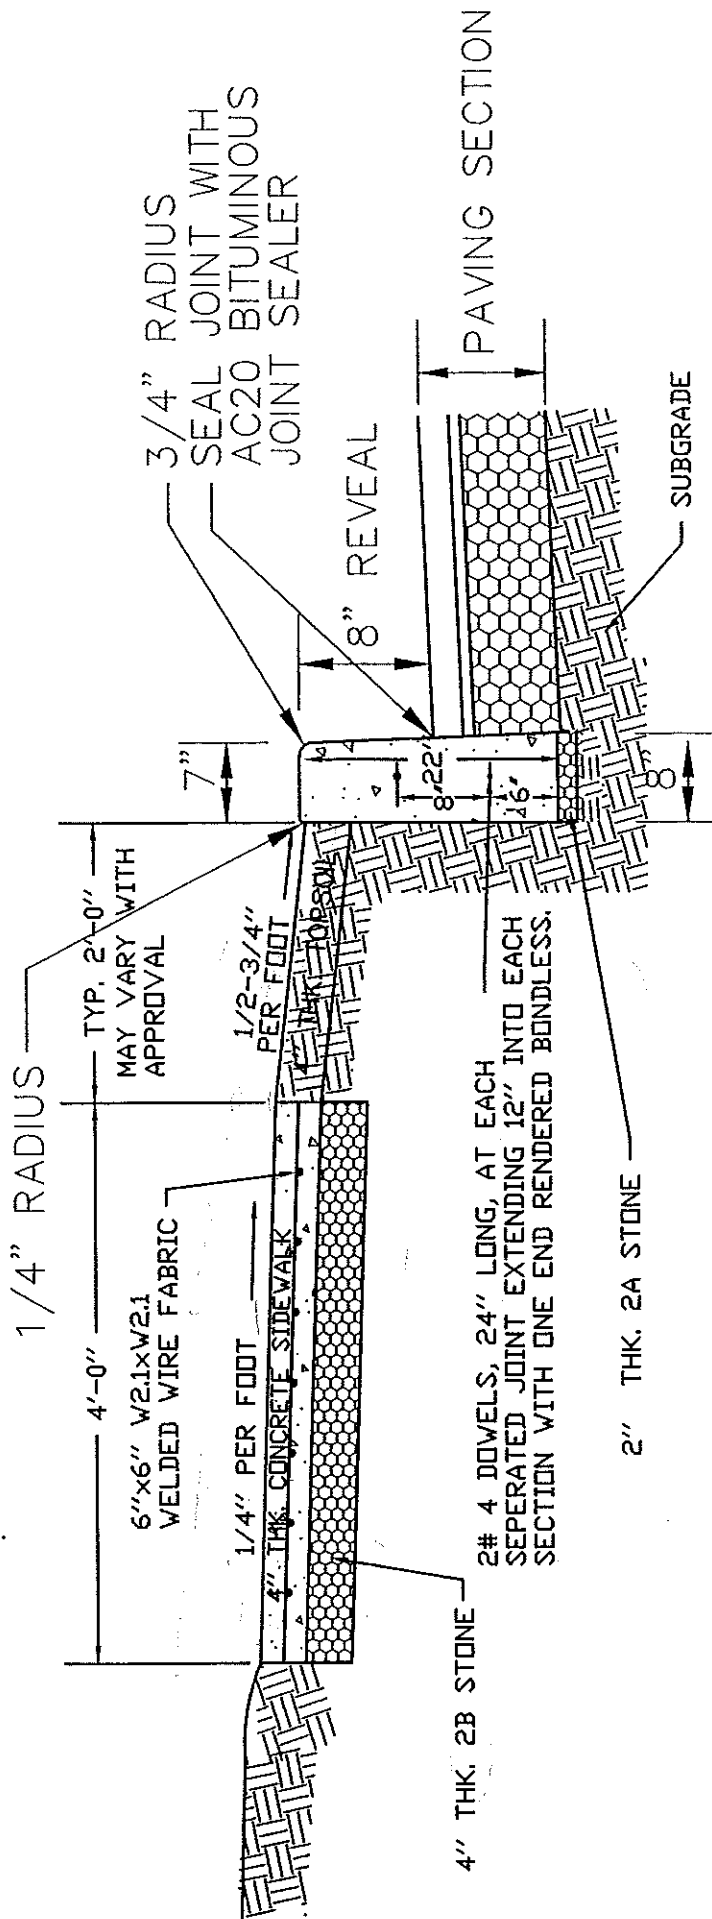 1/4" RADIUS
4'-0"
TYP. 2'-0"
MAY VARY WITH
APPROVAL
7"
3/4" RADIUS
SEAL JOINT WITH
AC20 BITUMINOUS
JOINT SEALER
6"x6" W2.1xW2.1
WELDED WIRE FABRIC
1/4" PER FOOT
4" THK. CONCRETE SIDEWALK
1/2-3/4"
PER FOOT
THK. TOPSOIL
8" REVEAL
22'
8'
6'
PAVING SECTION
8"
SUBGRADE
4" THK. 2B STONE
2# 4 DOWELS, 24" LONG, AT EACH
SEPERATED JOINT EXTENDING 12" INTO EACH
SECTION WITH ONE END RENDERED BONDLESS.
2" THK. 2A STONE